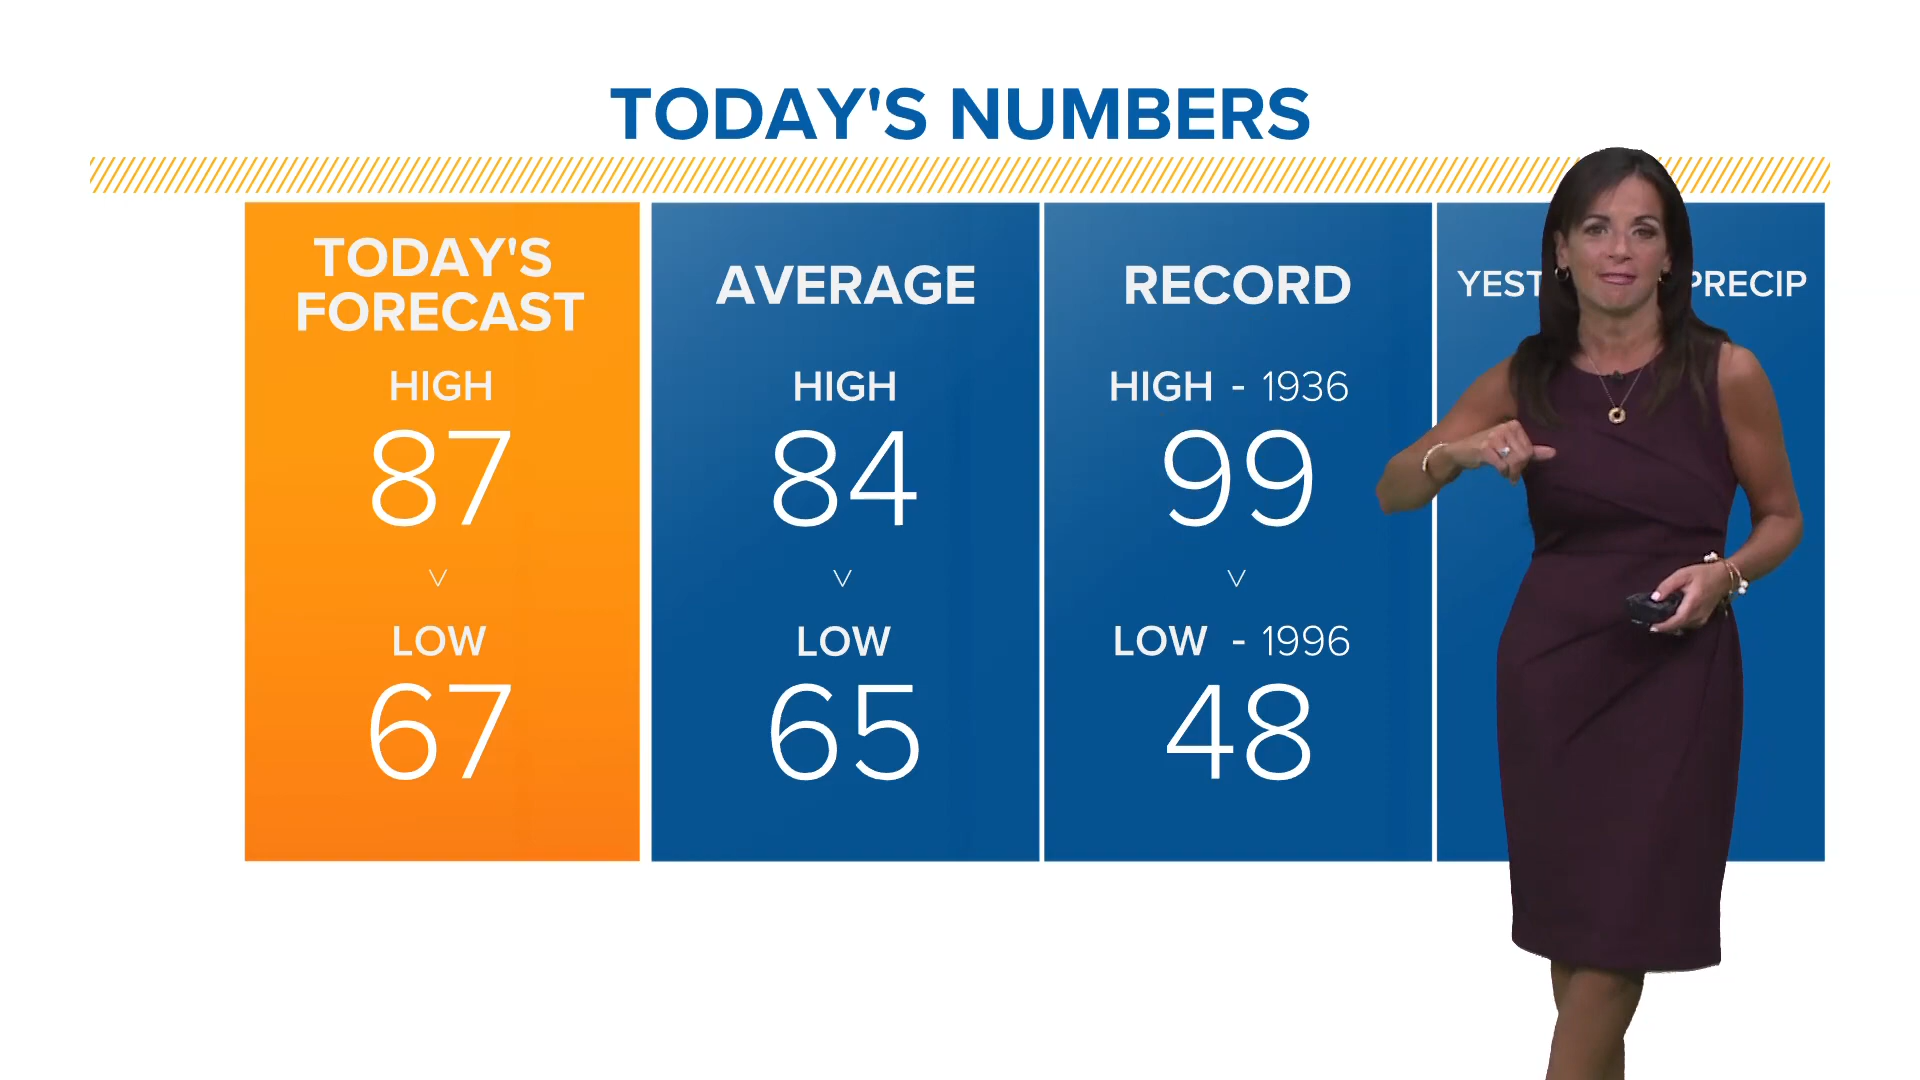 TODAY'S NUMBERS
TODAY'S
FORECAST
HIGH
87
LOW
67
AVERAGE
HIGH
84
LOW
65
RECORD
HIGH - 1936
99
LOW - 1996
48
PRECIP